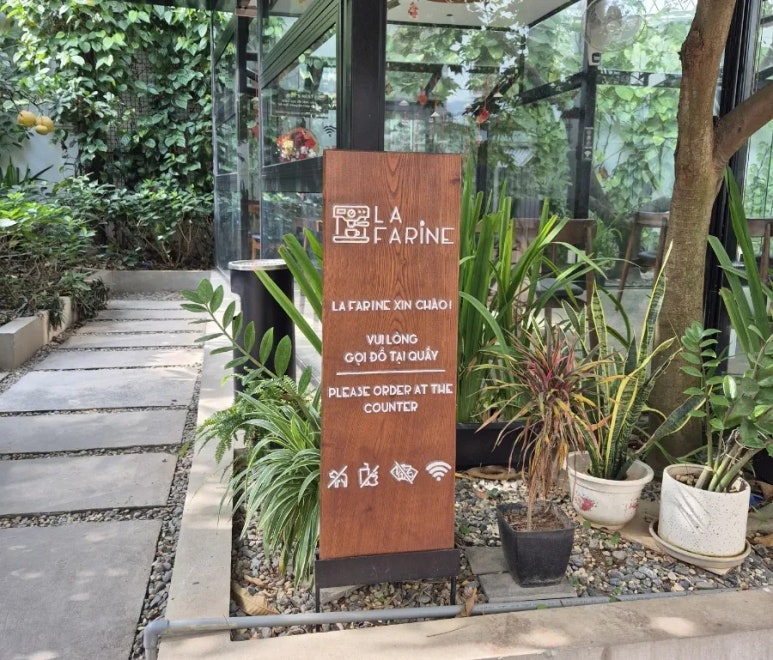 LA
FARINE
LA FARINE XIN CHÀO!
VUI LÒNG
GỌI ĐỒ TẠI QUẦY
PLEASE ORDER AT THE
COUNTER